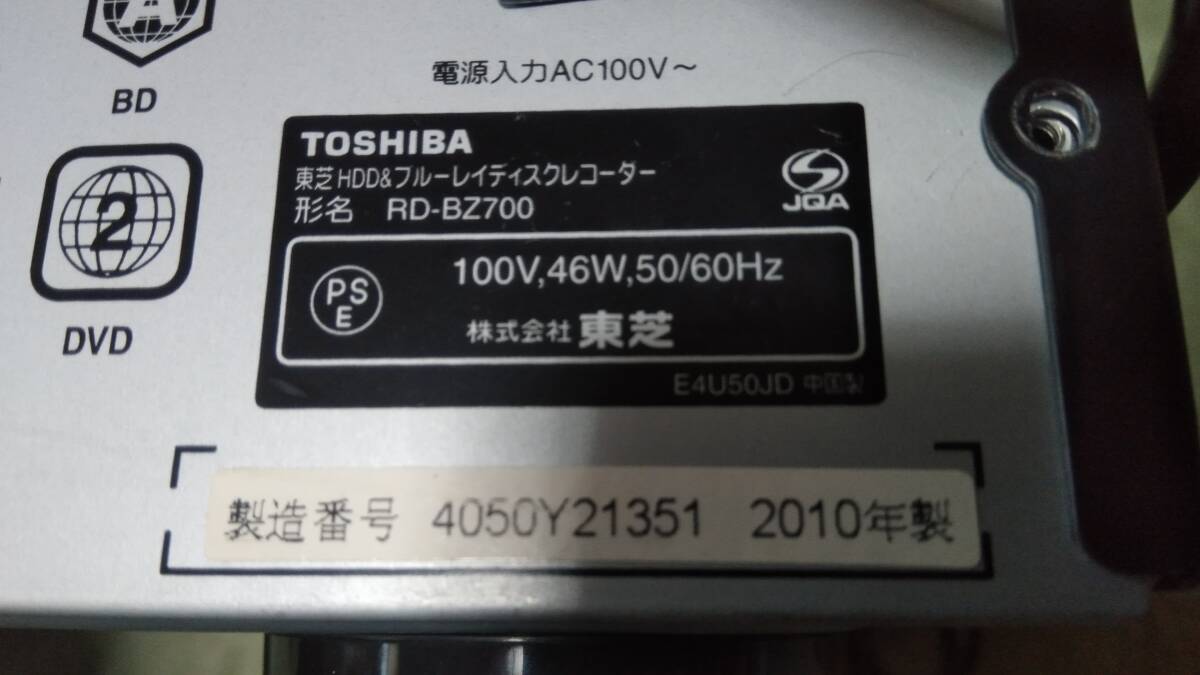 A
BD
2
DVD
電源入力AC100V～
TOSHIBA
東芝HDD&ブルーレイディスクレコーダー
形名 RD-BZ700
JQA
PS
E
100V,46W,50/60Hz
株式会社 東芝
E4U50JD 中国製
製造番号 4050Y21351 2010年製